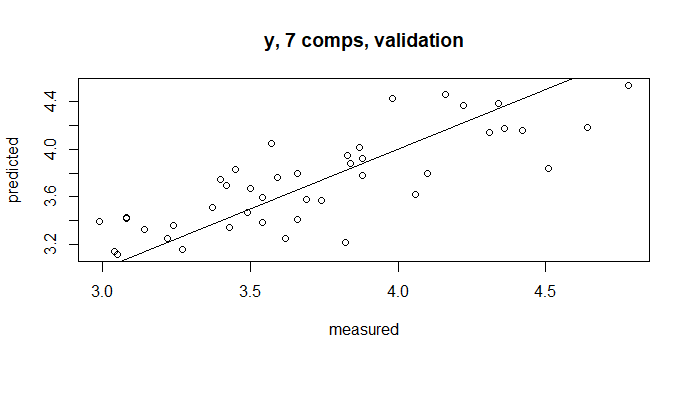 y, 7 comps, validation
predicted
4.4
4.0
3.6
3.2
3.0 3.5 4.0 4.5
measured